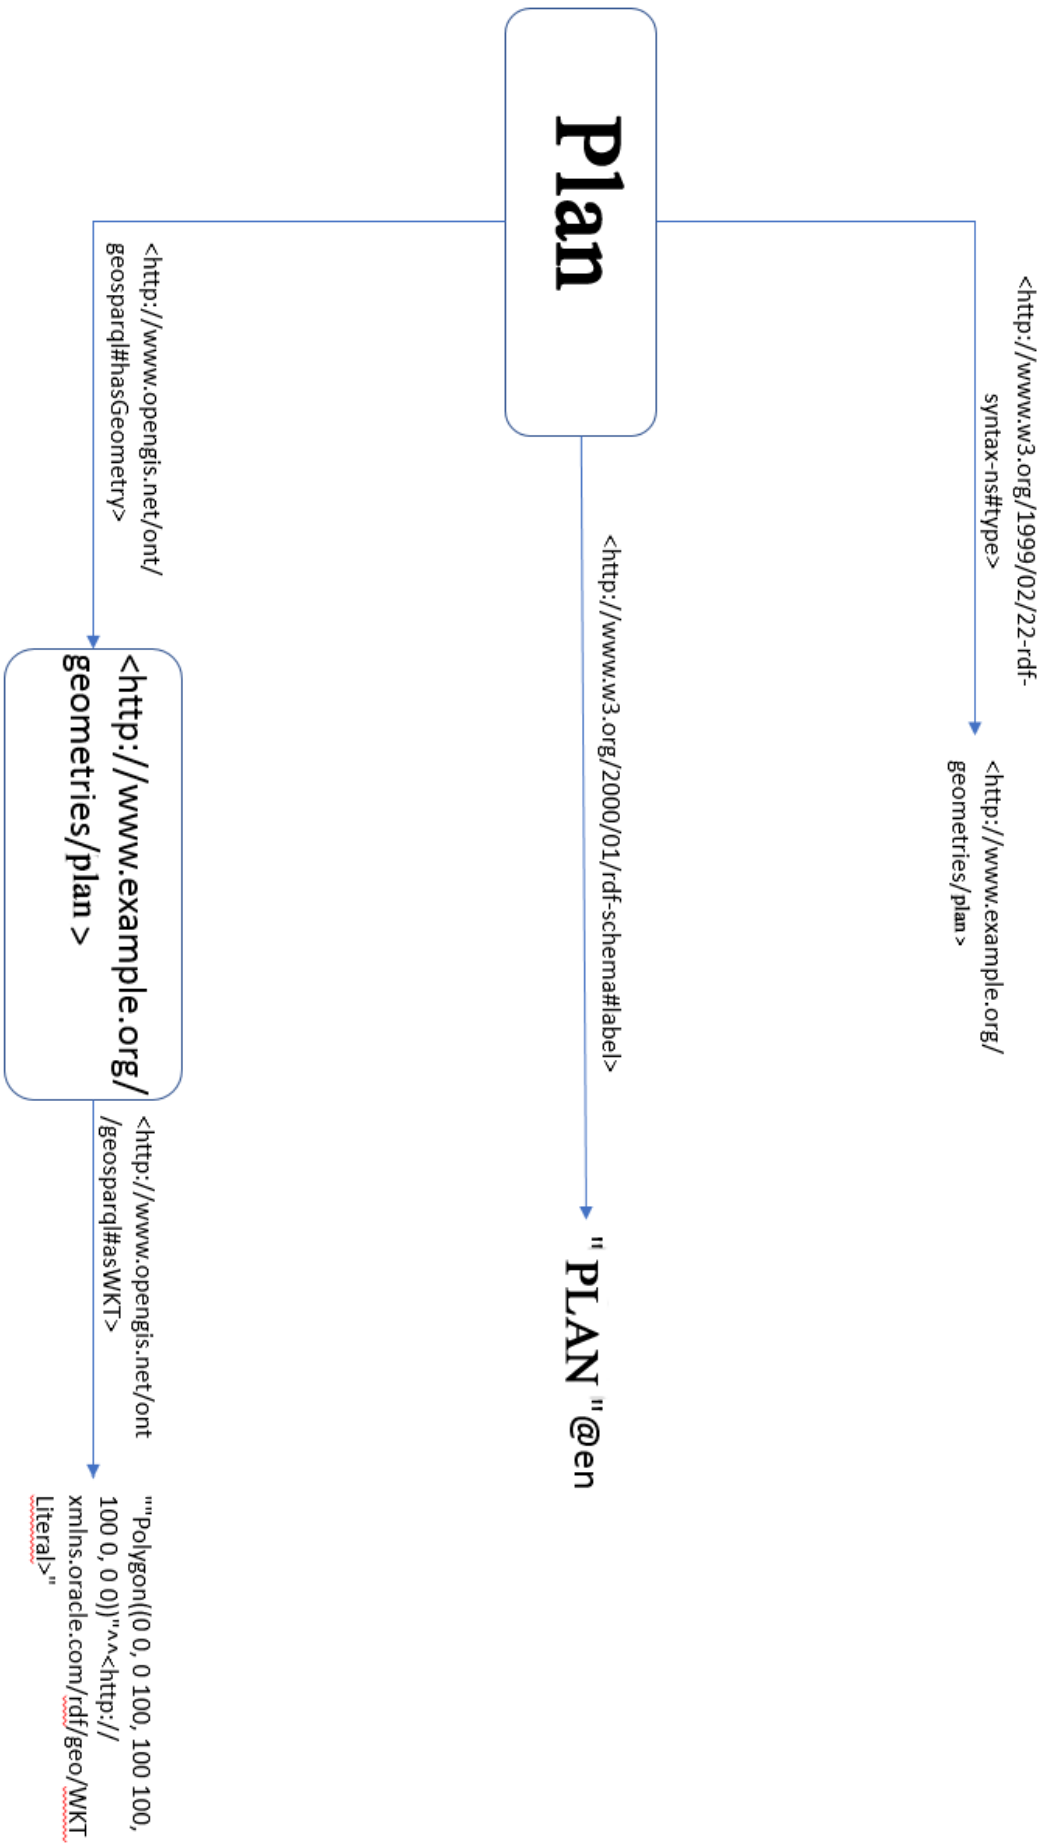 Plan
<http://www.w3.org/1999/02/22-rdf-
syntax-ns#type>
<http://www.example.org/
geometries/plan >
<http://www.w3.org/2000/01/rdf-schema#label>
" PLAN "@en
<http://www.opengis.net/ont/
geosparql#hasGeometry>
<http://www.example.org/
geometries/plan >
<http://www.opengis.net/ont
/geosparql#asWKT>
""Polygon((0 0, 0 100, 100 100,
100 0, 0 0))"^^<http://
xmlns.oracle.com/rdf/geo/WKT
Literal>"